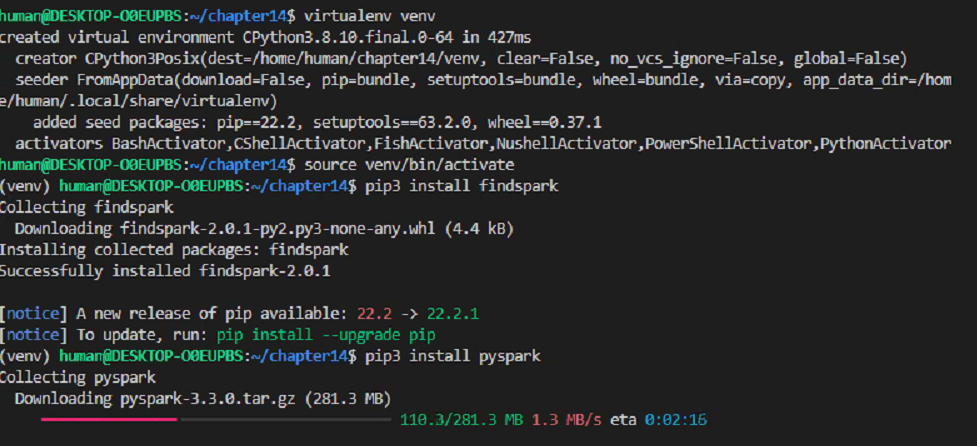 human@DESKTOP-O0EUPBS:~/chapter14$ virtualenv venv
created virtual environment CPython3.8.10.final.0-64 in 427ms
  creator CPython3Posix(dest=/home/human/chapter14/venv, clear=False, no_vcs_ignore=False, global=False)
  seeder FromAppData(download=False, pip=bundle, setuptools=bundle, wheel=bundle, via=copy, app_data_dir=/hom
e/human/.local/share/virtualenv)
    added seed packages: pip==22.2, setuptools==63.2.0, wheel==0.37.1
  activators BashActivator,CShellActivator,FishActivator,NushellActivator,PowerShellActivator,PythonActivator
human@DESKTOP-O0EUPBS:~/chapter14$ source venv/bin/activate
(venv) human@DESKTOP-O0EUPBS:~/chapter14$ pip3 install findspark
Collecting findspark
  Downloading findspark-2.0.1-py2.py3-none-any.whl (4.4 kB)
Installing collected packages: findspark
Successfully installed findspark-2.0.1
[notice] A new release of pip available: 22.2 -> 22.2.1
[notice] To update, run: pip install --upgrade pip
(venv) human@DESKTOP-O0EUPBS:~/chapter14$ pip3 install pyspark
Collecting pyspark
  Downloading pyspark-3.3.0.tar.gz (281.3 MB)
110.3/281.3 MB 1.3 MB/s eta 0:02:16